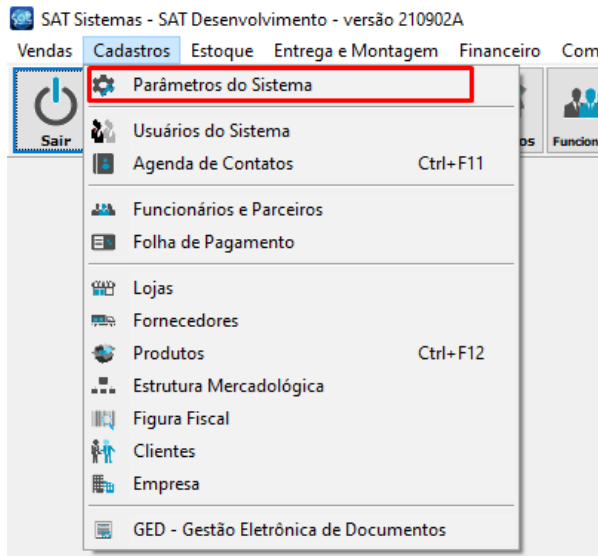 SAT Sistemas - SAT Desenvolvimento - versão 210902A
Vendas Cadastros Estoque Entrega e Montagem Financeiro Com
Sair
Parâmetros do Sistema
Usuários do Sistema
Agenda de Contatos Ctrl+F11
Funcionários e Parceiros
Folha de Pagamento
Lojas
Fornecedores
Produtos Ctrl+F12
Estrutura Mercadológica
Figura Fiscal
Clientes
Empresa
GED - Gestão Eletrônica de Documentos
os
Funcion